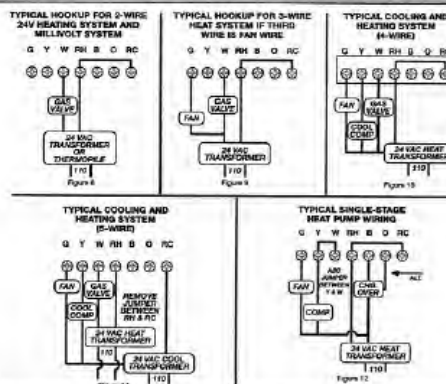 TYPICAL HOOKUP FOR 2-WIRE
24V HEATING SYSTEM AND
MILLIVOLT SYSTEM
G Y W RH B O RC
GAS
VALVE
24 VAC
TRANSFORMER
OR
THERMOPILE
110
Figure 8
TYPICAL HOOKUP FOR 3-WIRE
HEAT SYSTEM IF THIRD
WIRE IS FAN WIRE
G Y W RH B O RC
FAN
GAS
VALVE
24 VAC
TRANSFORMER
110
Figure 9
TYPICAL COOLING AND
HEATING SYSTEM
(4-WIRE)
G Y W RH B O
FAN
GAS
VALVE
COOL
COMP
24 VAC HEAT
TRANSFORMER
110
Figure 10
TYPICAL COOLING AND
HEATING SYSTEM
(5-WIRE)
G Y W RH B O RC
FAN
GAS
VALVE
COOL
COMP
REMOVE
JUMPER
BETWEEN
RH & RC
24 VAC HEAT
TRANSFORMER
110
24 VAC COOL
TRANSFORMER
110
TYPICAL SINGLE-STAGE
HEAT PUMP WIRING
G Y W RH B O RC
FAN
ADD
JUMPER
BETWEEN
Y & W
CHG.
OVER
COMP
24 VAC HEAT
TRANSFORMER
110
Figure 12